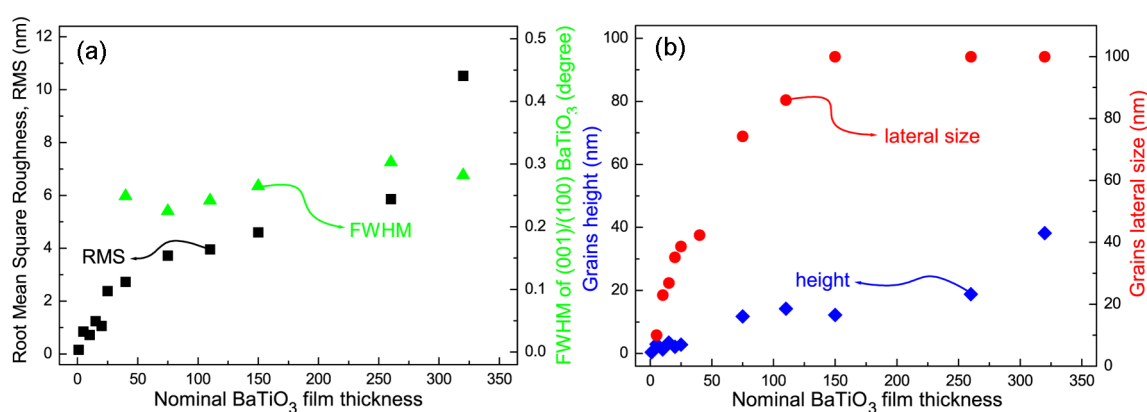 (a)
Root Mean Square Roughness, RMS (nm)
12
10
8
6
4
2
0
0.5
0.4
0.3
0.2
0.1
0.0
FWHM of (001)/(100) BaTiO3 (degree)
FWHM
RMS
0 50 100 150 200 250 300 350
Nominal BaTiO3 film thickness
(b)
Grains height (nm)
100
80
60
40
20
0
100
80
60
40
20
0
Grains lateral size (nm)
lateral size
height
0 50 100 150 200 250 300 350
Nominal BaTiO3 film thickness